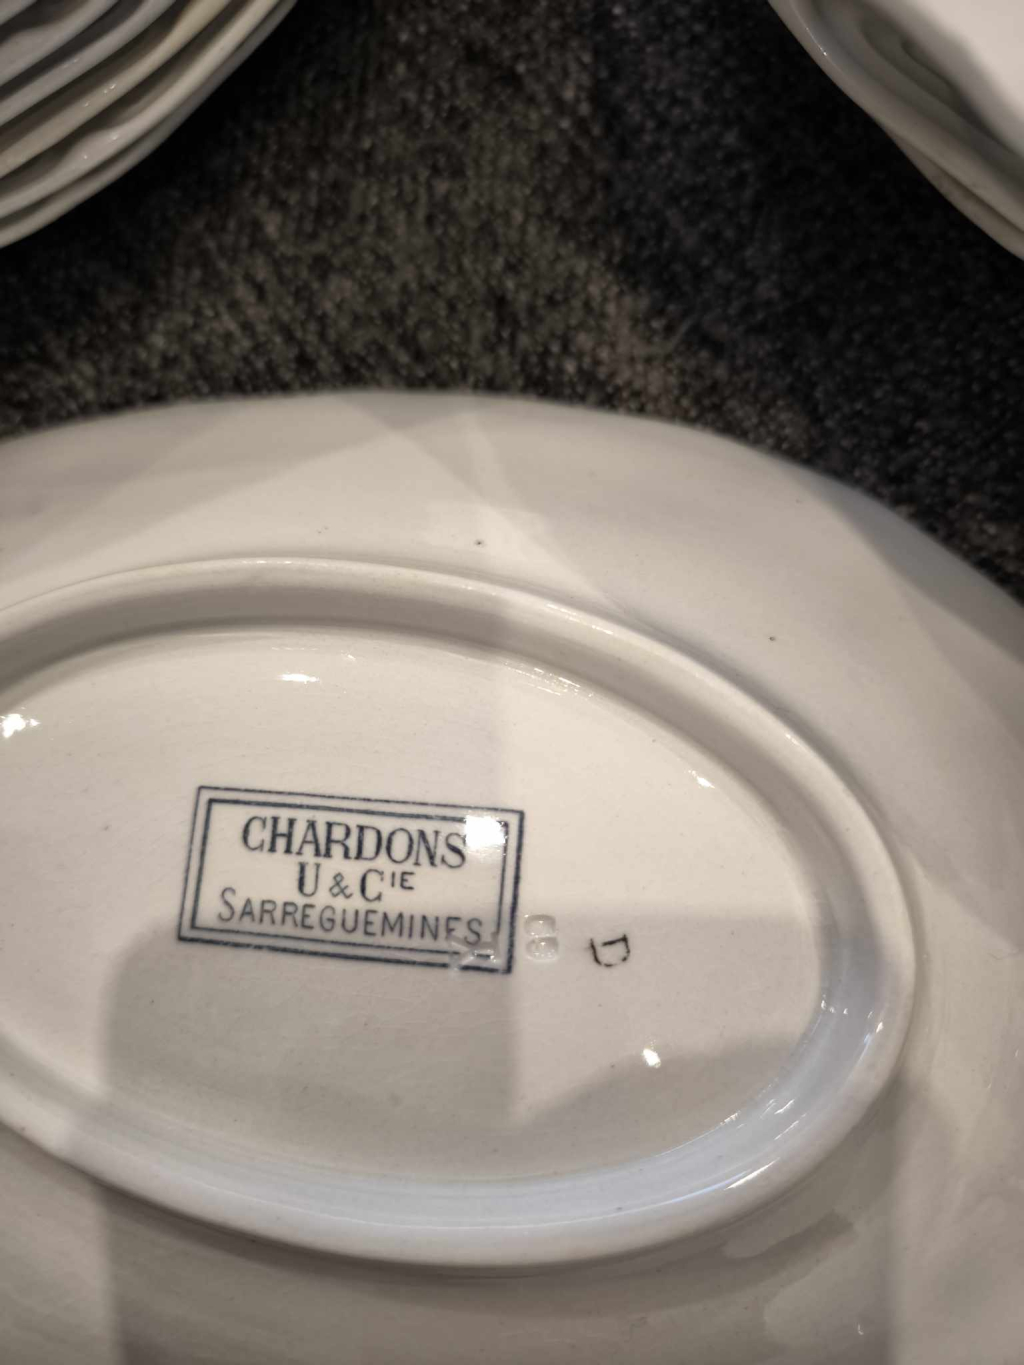 CHARDONS
U & CIE
SARREGUEMINES
D